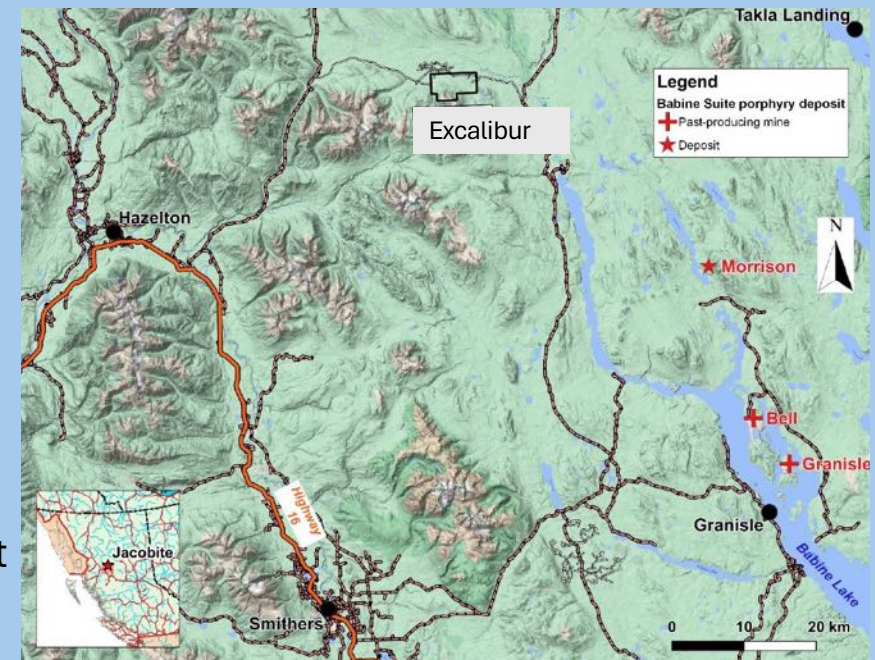 Takla Landing
Legend
Babine Suite porphyry deposit
Past-producing mine
Deposit
Excalibur
Hazelton
N
Morrison
Bell
Granisle
Highway
16
Granisle
Jacobite
t
Babine Lake
Smithers
0 10 20 km